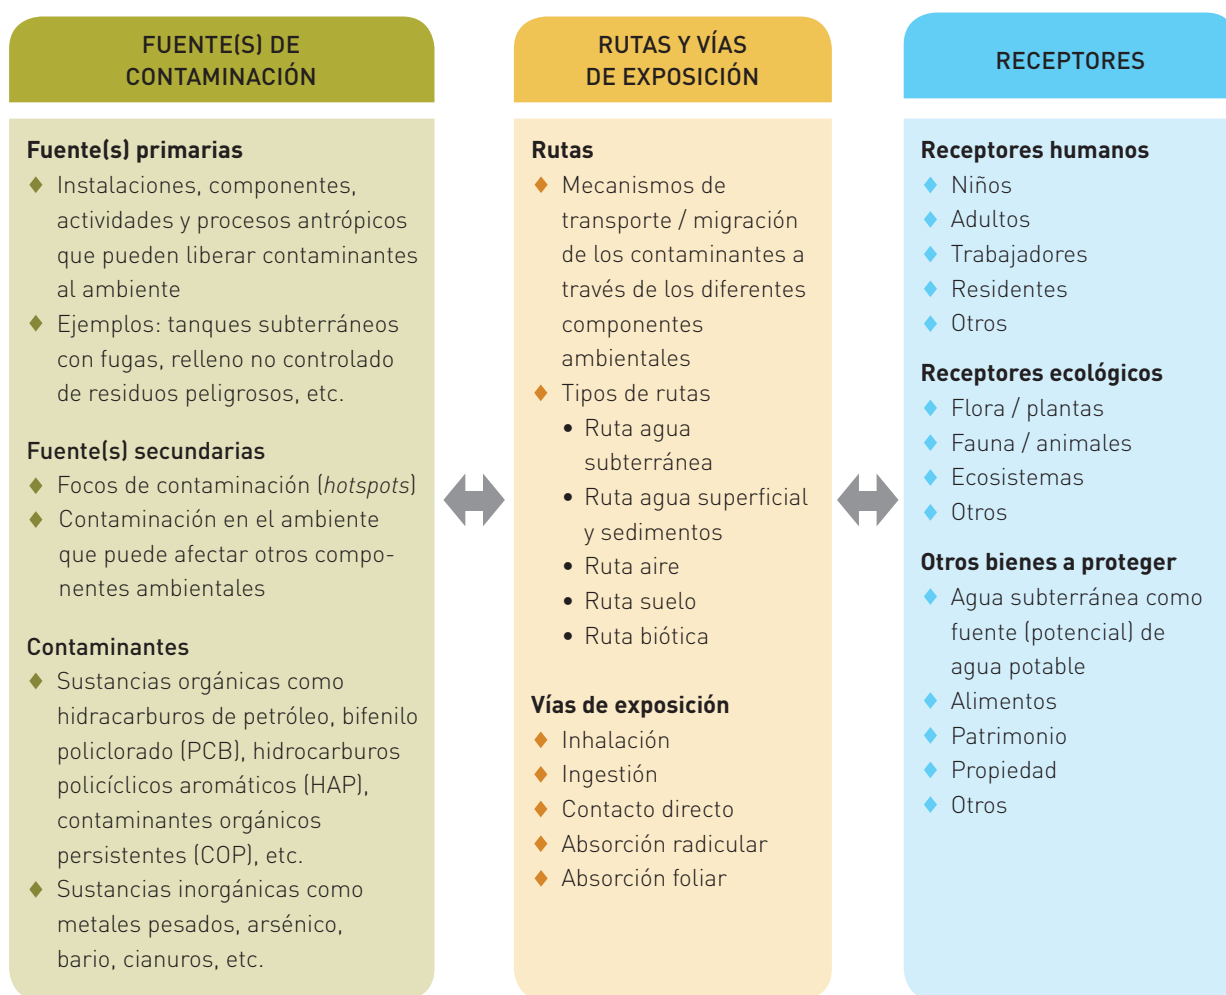 FUENTE(S) DE
CONTAMINACIÓN
Fuente(s) primarias
♦ Instalaciones, componentes,
actividades y procesos antrópicos
que pueden liberar contaminantes
al ambiente
♦ Ejemplos: tanques subterráneos
con fugas, relleno no controlado
de residuos peligrosos, etc.
Fuente(s) secundarias
♦ Focos de contaminación (hotspots)
♦ Contaminación en el ambiente
que puede afectar otros compo-
nentes ambientales
Contaminantes
♦ Sustancias orgánicas como
hidracarburos de petróleo, bifenilo
policlorado (PCB), hidrocarburos
policíclicos aromáticos (HAP),
contaminantes orgánicos
persistentes (COP), etc.
♦ Sustancias inorgánicas como
metales pesados, arsénico,
bario, cianuros, etc.
RUTAS Y VÍAS
DE EXPOSICIÓN
Rutas
♦ Mecanismos de
transporte / migración
de los contaminantes a
través de los diferentes
componentes
ambientales
♦ Tipos de rutas
• Ruta agua
subterránea
• Ruta agua superficial
y sedimentos
• Ruta aire
• Ruta suelo
• Ruta biótica
Vías de exposición
♦ Inhalación
♦ Ingestión
♦ Contacto directo
♦ Absorción radicular
♦ Absorción foliar
RECEPTORES
Receptores humanos
♦ Niños
♦ Adultos
♦ Trabajadores
♦ Residentes
♦ Otros
Receptores ecológicos
♦ Flora / plantas
♦ Fauna / animales
♦ Ecosistemas
♦ Otros
Otros bienes a proteger
♦ Agua subterránea como
fuente (potencial) de
agua potable
♦ Alimentos
♦ Patrimonio
♦ Propiedad
♦ Otros